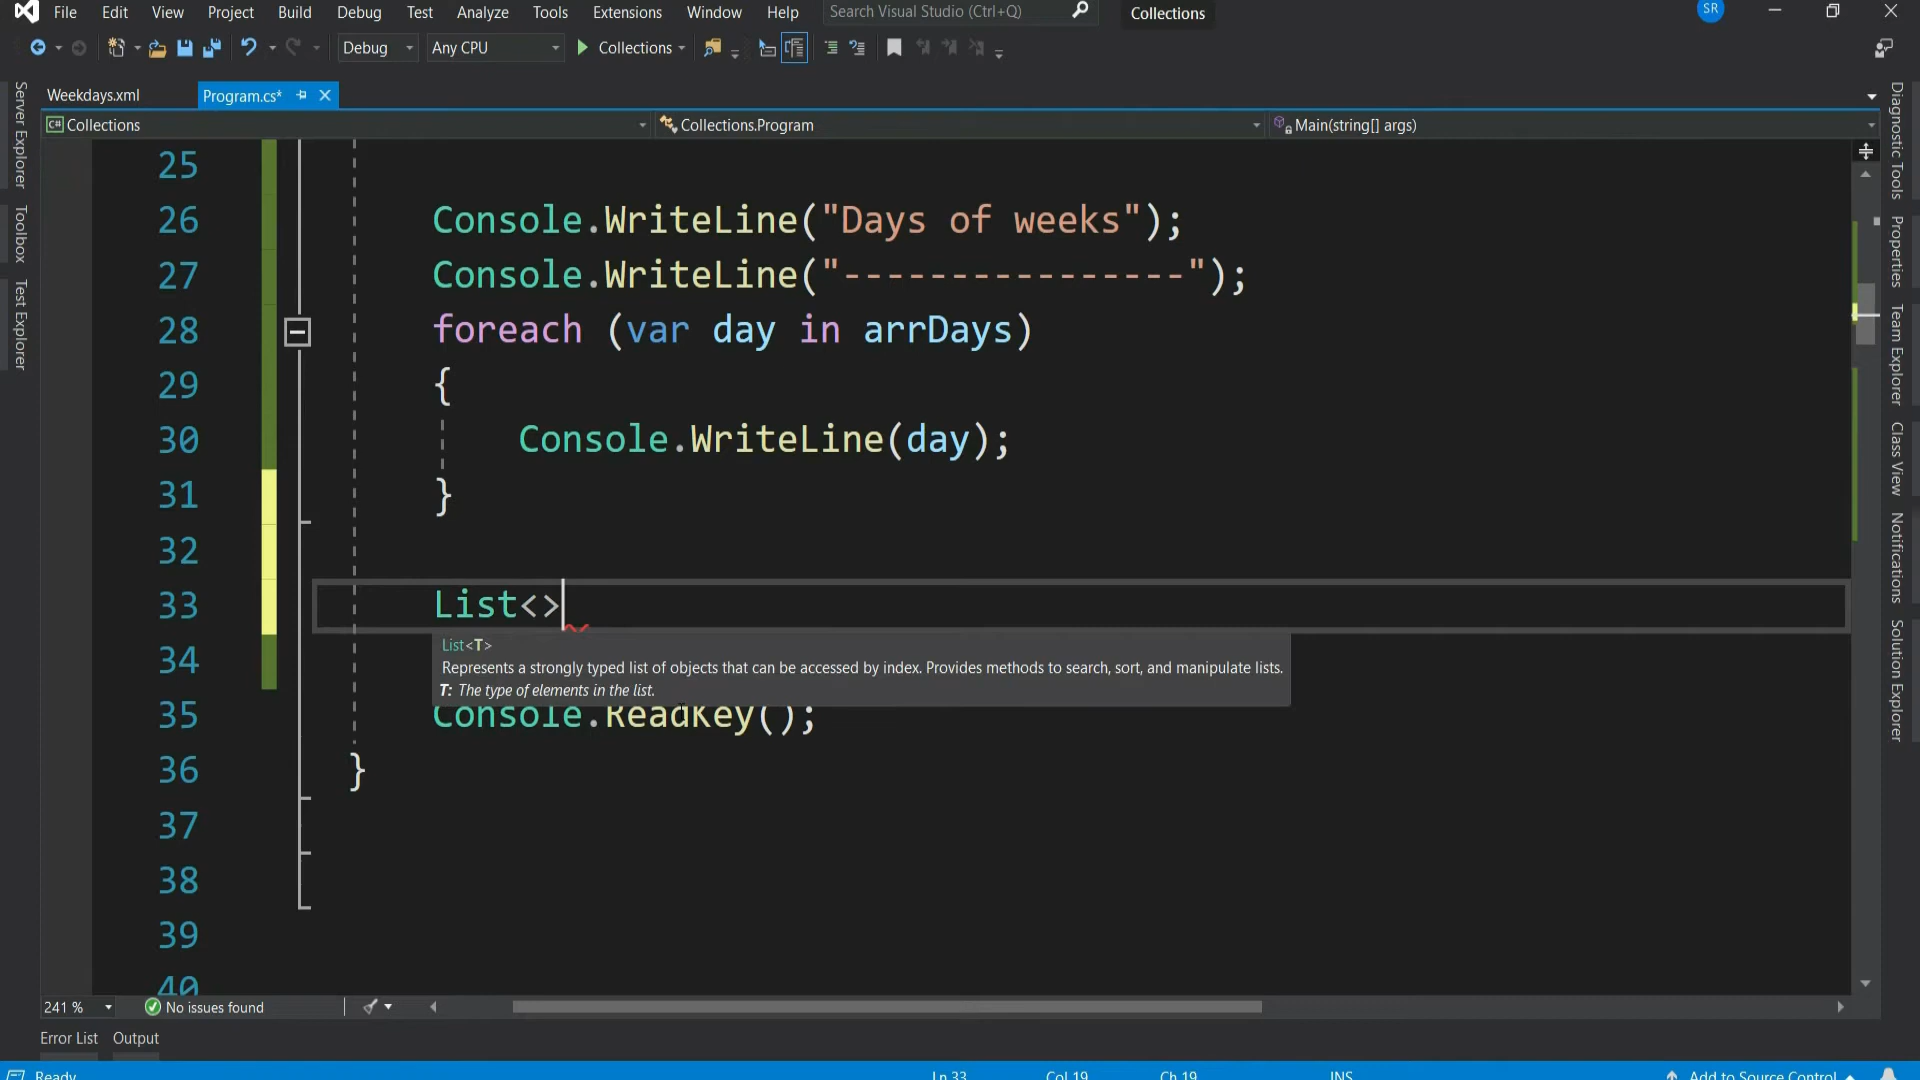 File Edit View Project Build Debug Test Analyze Tools Extensions Window Help Search Visual Studio (Ctrl+Q) Collections SR
Debug Any CPU Collections
Weekdays.xml Program.cs*
C# Collections Collections.Program Main(string[] args)
Server Explorer
Toolbox
Test Explorer
25
26 Console.WriteLine("Days of weeks");
27 Console.WriteLine("----------------");
28 foreach (var day in arrDays)
29 {
30 Console.WriteLine(day);
31 }
32
33 List<>
List<T>
Represents a strongly typed list of objects that can be accessed by index. Provides methods to search, sort, and manipulate lists.
T: The type of elements in the list.
34
35 Console.ReadKey();
36 }
37
38
39
40
Diagnostic Tools
Properties
Team Explorer
Class View
Notifications
Solution Explorer
241 % No issues found
Error List Output
Ready Ln 33 Col 19 Ch 19 INS Add to Source Control